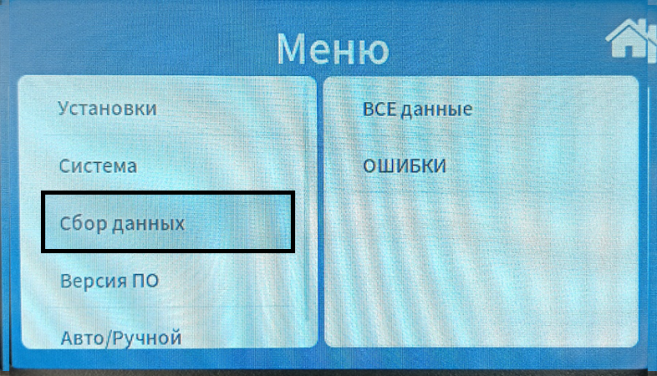 Меню
Установки
Система
Сбор данных
Версия ПО
Авто/Ручной
ВСЕ данные
ОШИБКИ